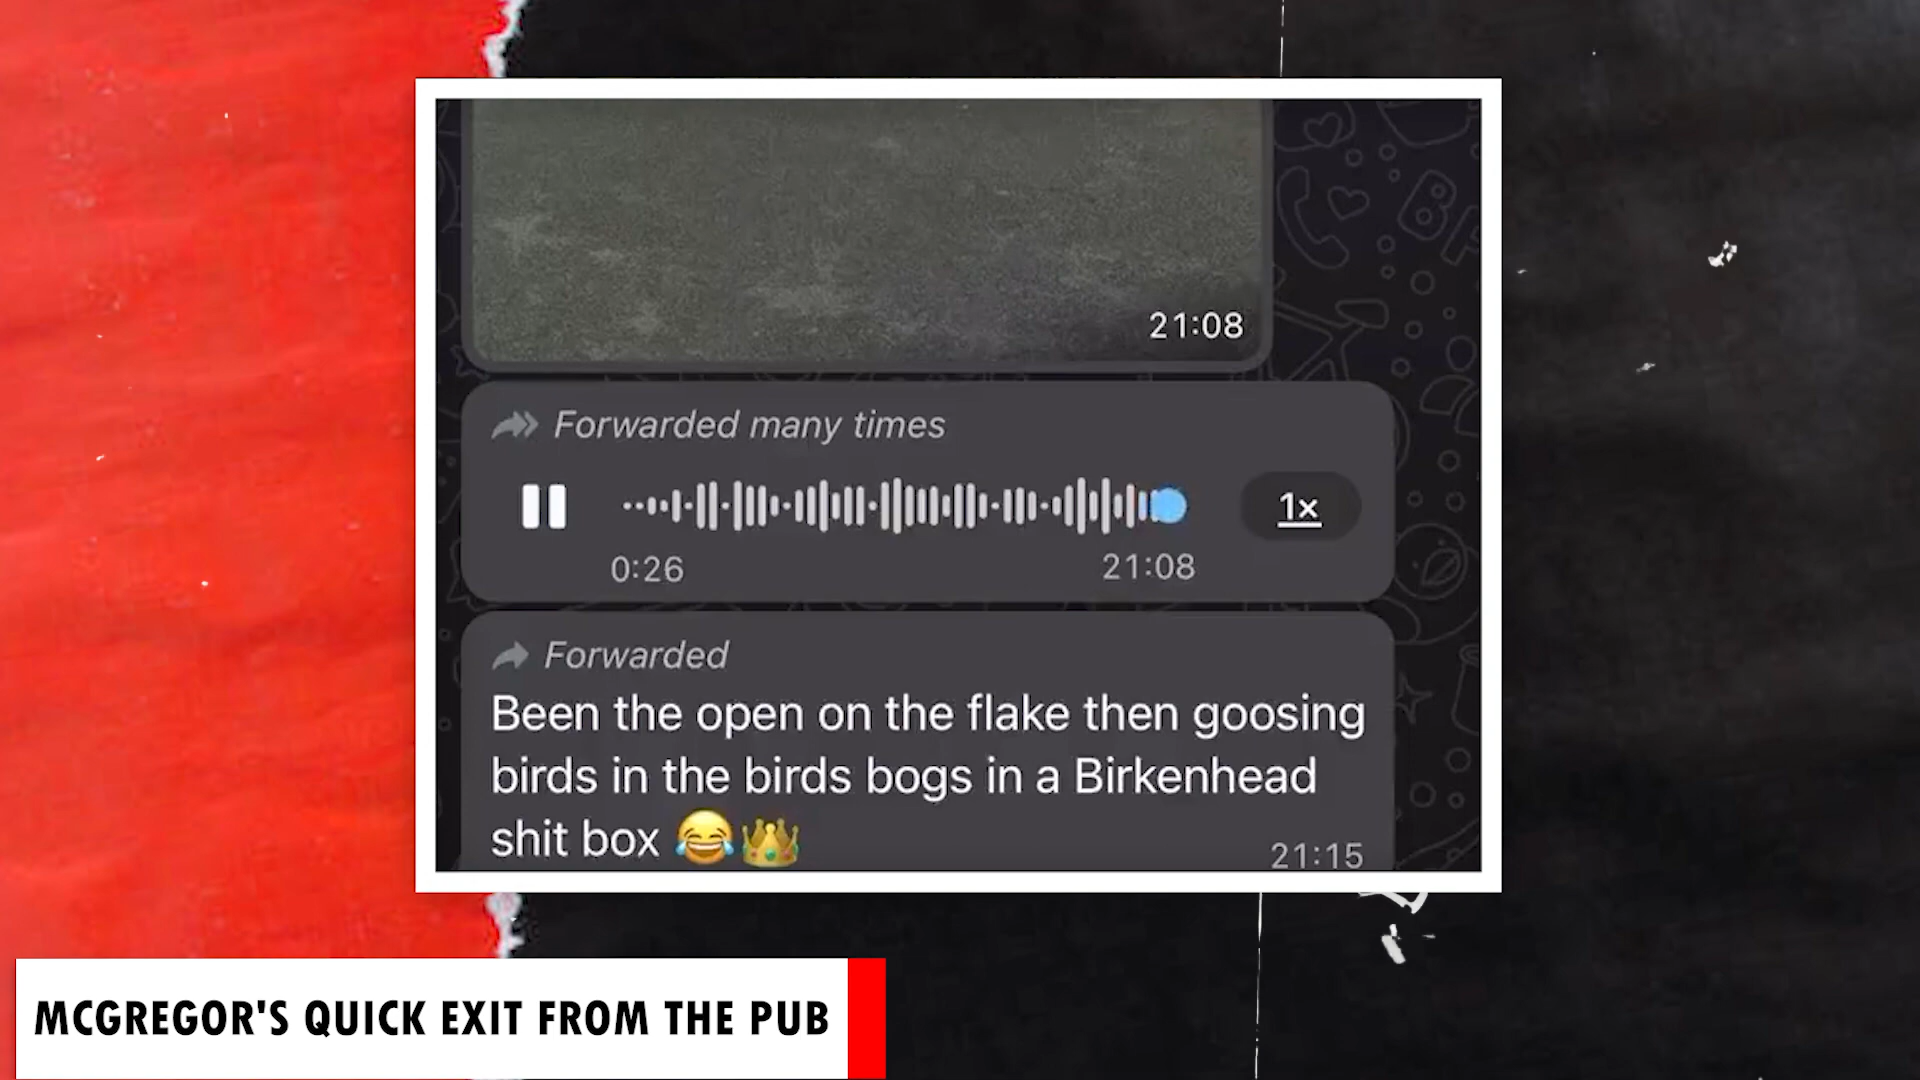 21:08
Forwarded many times
1x
0:26
21:08
Forwarded
Been the open on the flake then goosing
birds in the birds bogs in a Birkenhead
shit box 😂👑
21:15
MCGREGOR'S QUICK EXIT FROM THE PUB